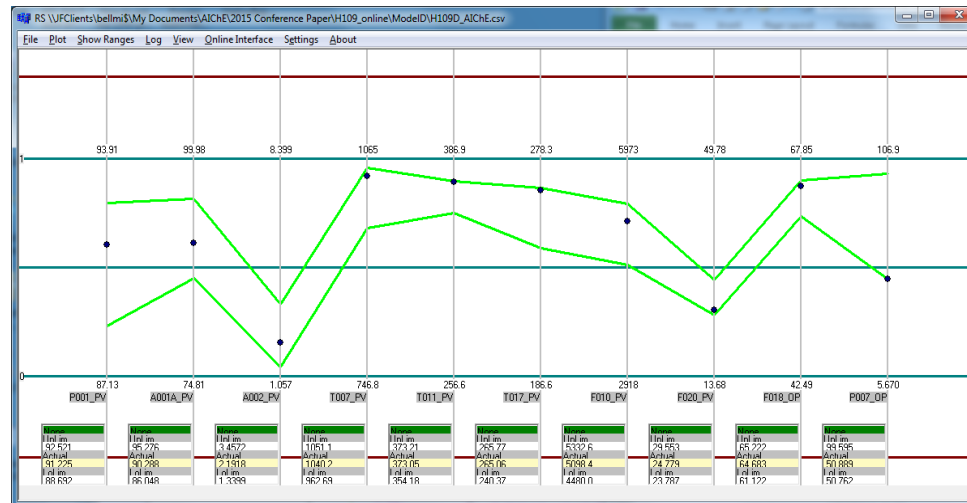 RS \\JFClients\bellmi$\My Documents\AIChE\2015 Conference Paper\H109_online\ModelID\H109D_AIChE.csv
File Plot Show Ranges Log View Online Interface Settings About
93.91 99.98 8.399 1065 386.9 278.3 5973 49.78 67.85 106.9
1
0
87.13 74.81 1.057 746.8 256.6 186.6 2918 13.68 42.49 5.670
P001_PV A001A_PV A002_PV T007_PV T011_PV T017_PV F010_PV F020_PV F018_OP P007_OP
None None None None None None None None None None
UpLim UpLim UpLim UpLim UpLim UpLim UpLim UpLim UpLim UpLim
92.521 95.276 3.4572 1051.1 373.21 265.77 5332.6 29.553 65.222 99.595
Actual Actual Actual Actual Actual Actual Actual Actual Actual Actual
91.225 90.288 2.1918 1040.2 373.05 265.06 5098.4 24.779 64.683 50.889
LoLim LoLim LoLim LoLim LoLim LoLim LoLim LoLim LoLim LoLim
88.692 86.048 1.3399 962.69 354.18 240.37 4480.0 23.787 61.122 50.762